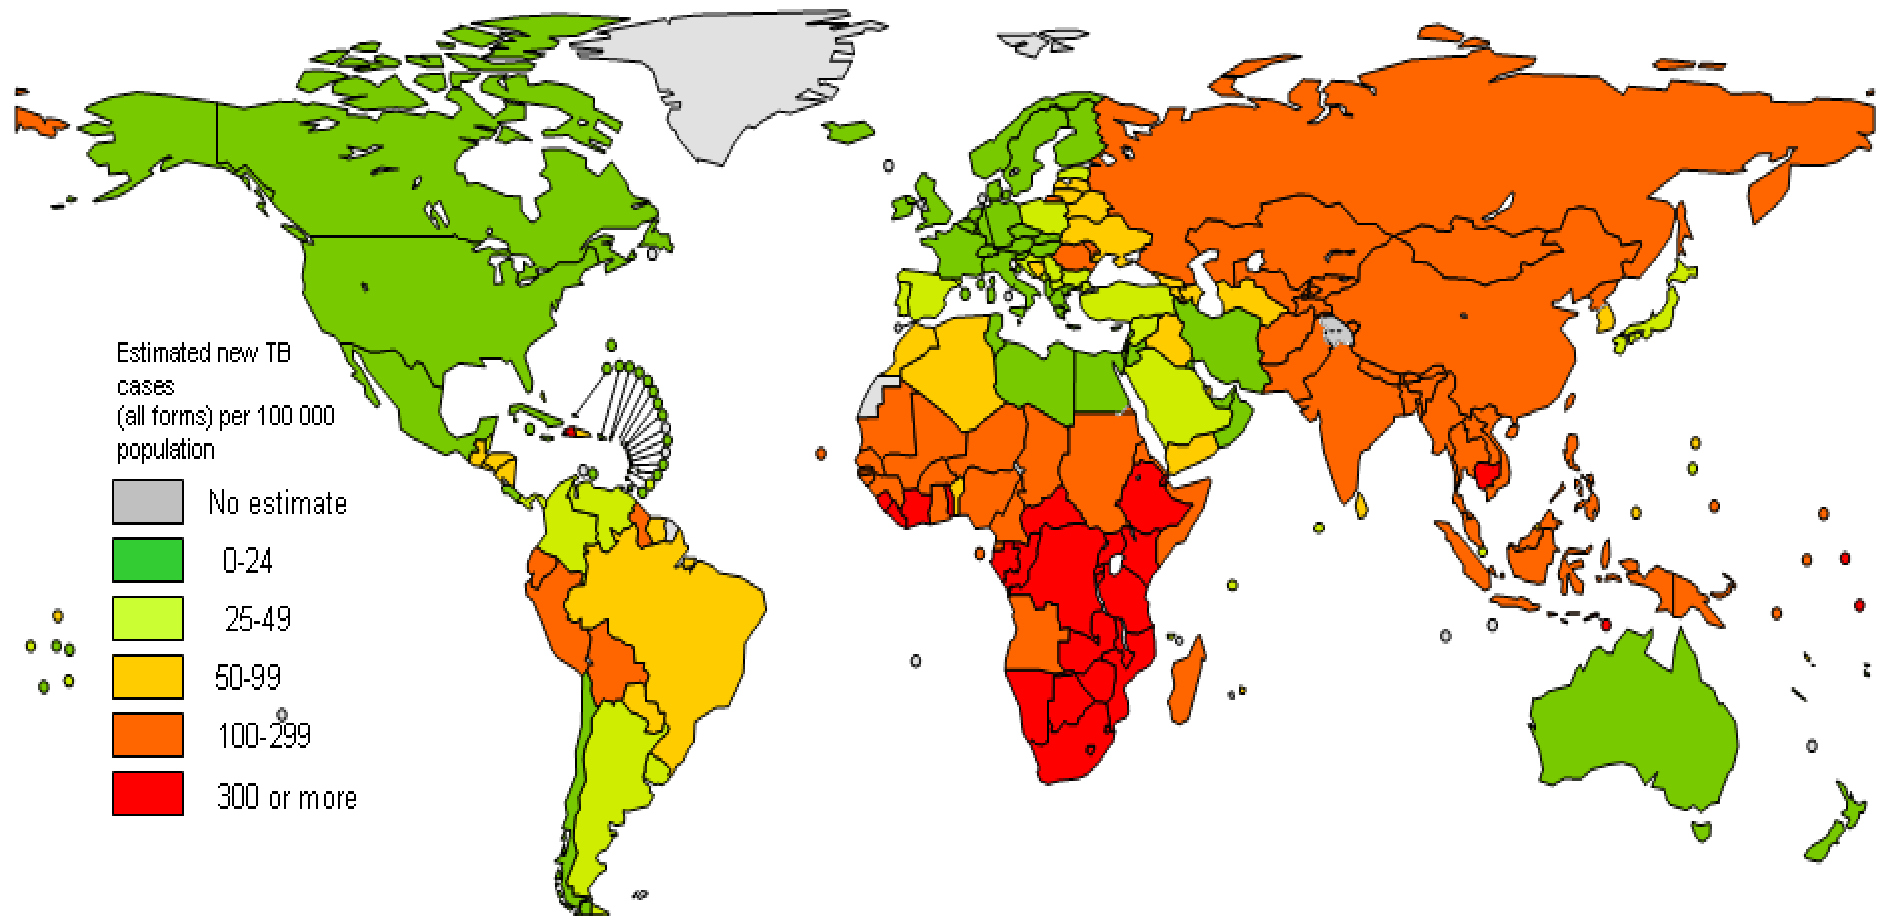 Estimated new TB
cases
(all forms) per 100 000
population
No estimate
0-24
25-49
50-99
100-299
300 or more